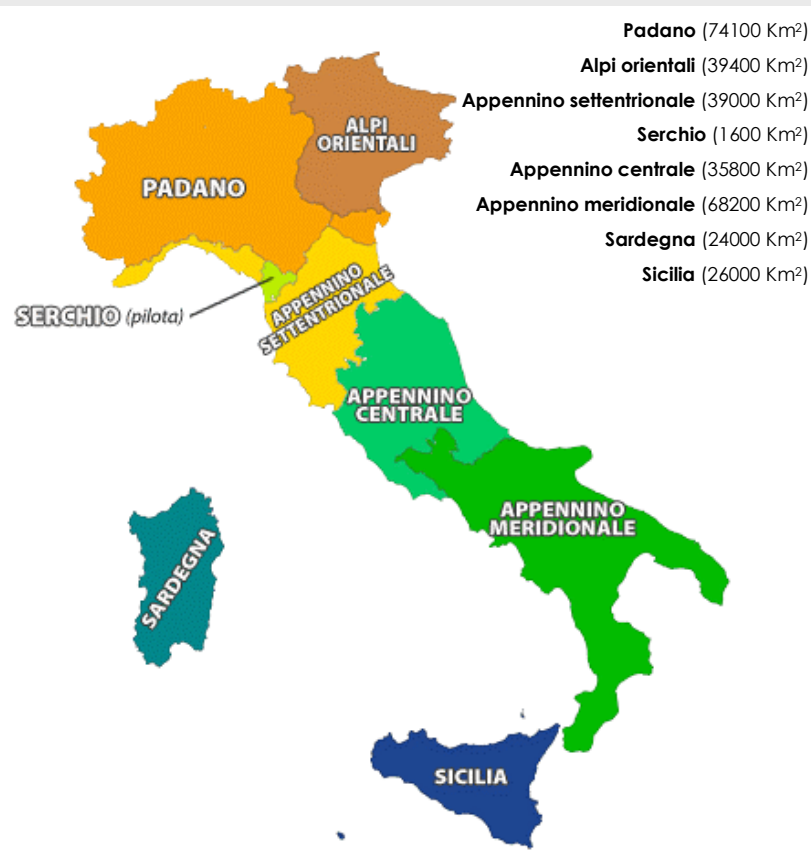 Padano (74100 Km²)
Alpi orientali (39400 Km²)
Appennino settentrionale (39000 Km²)
Serchio (1600 Km²)
Appennino centrale (35800 Km²)
Appennino meridionale (68200 Km²)
Sardegna (24000 Km²)
Sicilia (26000 Km²)
ALPI
ORIENTALI
PADANO
SERCHIO (pilota)
APPENNINO
SETTENTRIONALE
APPENNINO
CENTRALE
APPENNINO
MERIDIONALE
SARDEGNA
SICILIA